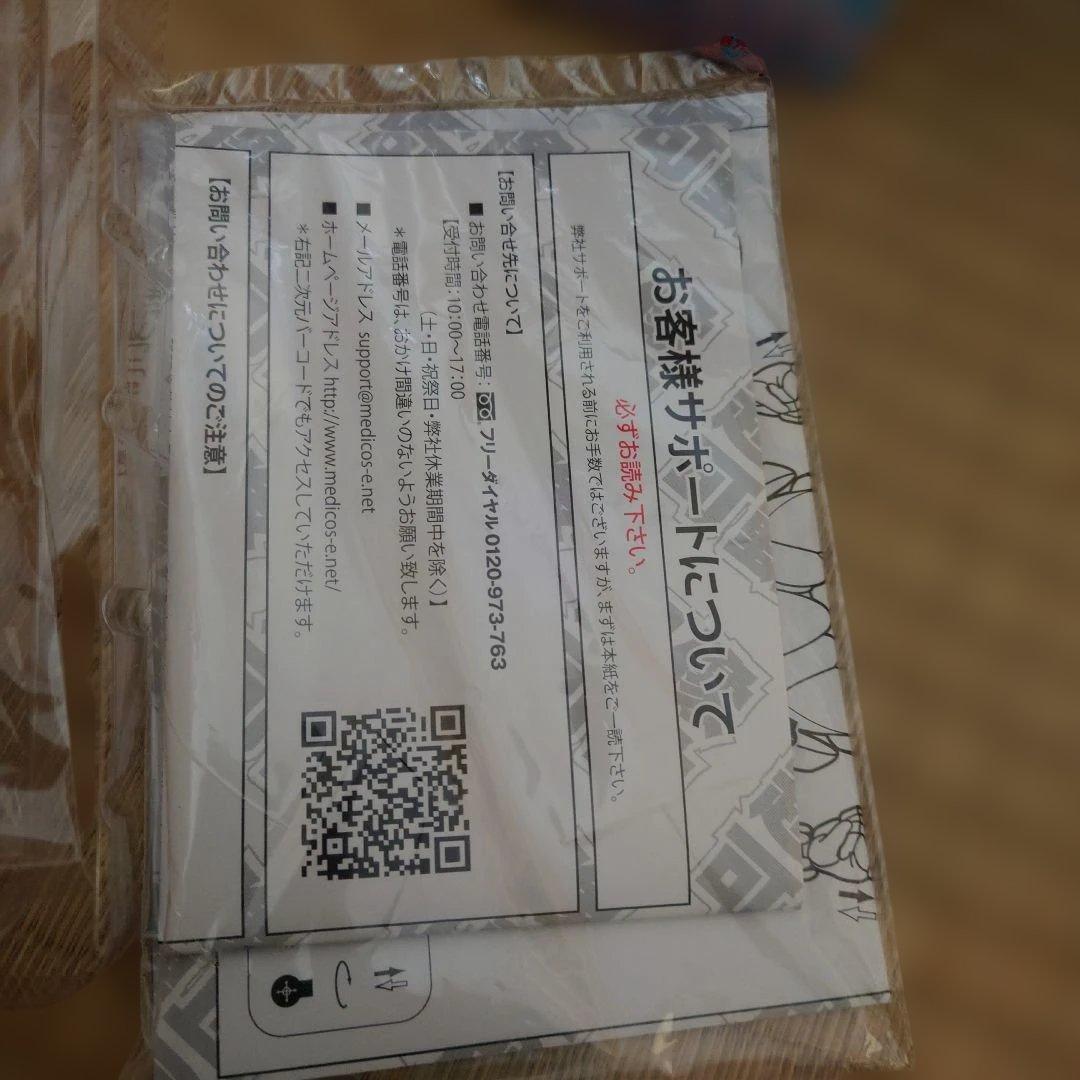 お客様サポートについて
必ずお読み下さい。
弊社サポートをご利用される前にお手数ではございますが、まずは本紙をご一読下さい。
【お問い合せ先について】
■お問い合わせ電話番号：フリーダイヤル0120-973-763
【受付時間：10：00～17：00
（土・日・祝祭日・弊社休業期間中を除く）】
＊電話番号は、おかけ間違いのないようお願い致します。
■メールアドレス support@medicos-e.net
■ホームページアドレス http://www.medicos-e.net/
＊右記二次元バーコードでもアクセスしていただけます。
【お問い合わせについてのご注意】